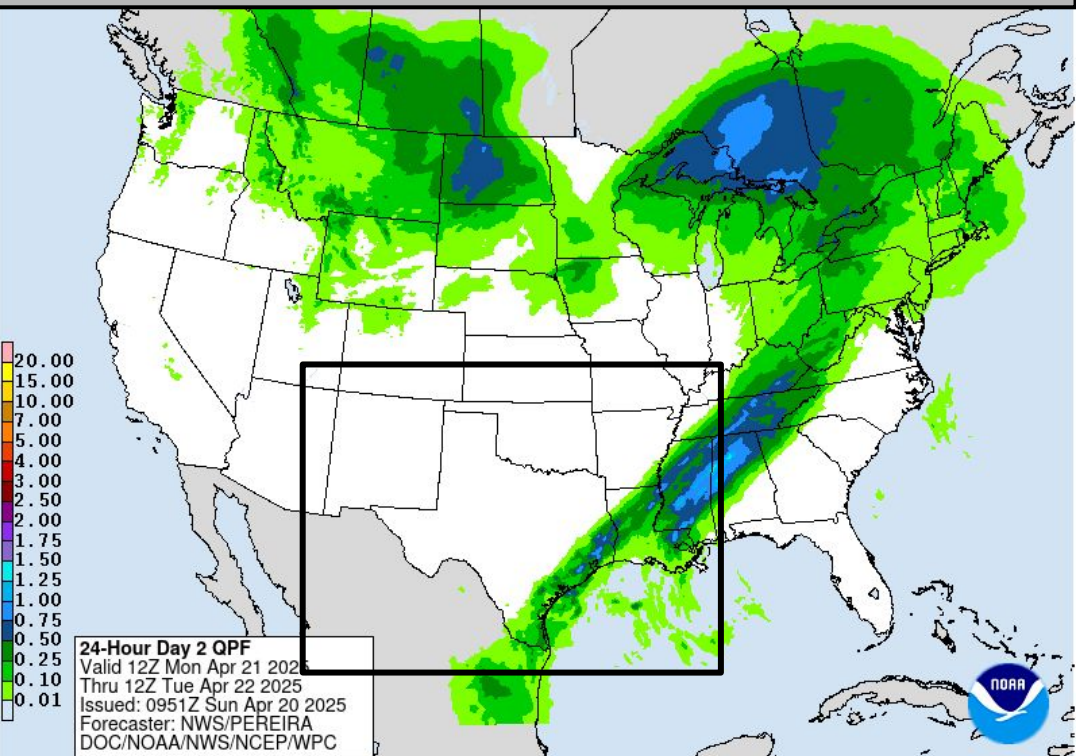 20.00
15.00
10.00
7.00
5.00
4.00
3.00
2.50
2.00
1.75
1.50
1.25
1.00
0.75
0.50
0.25
0.10
0.01
24-Hour Day 2 QPF
Valid 12Z Mon Apr 21 2025
Thru 12Z Tue Apr 22 2025
Issued: 0951Z Sun Apr 20 2025
Forecaster: NWS/PEREIRA
DOC/NOAA/NWS/NCEP/WPC
NOAA